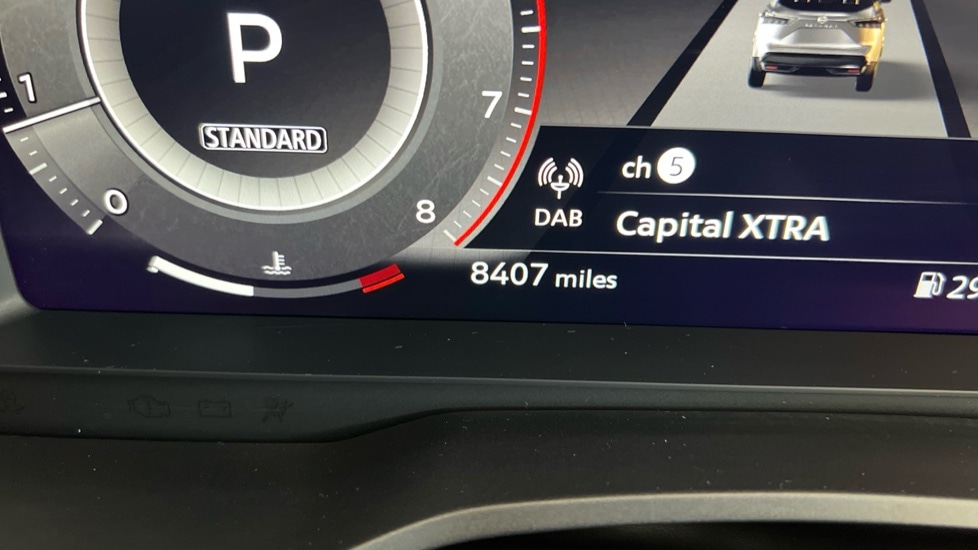 P
STANDARD
1
0
7
8
ch 5
DAB
Capital XTRA
8407 miles
29